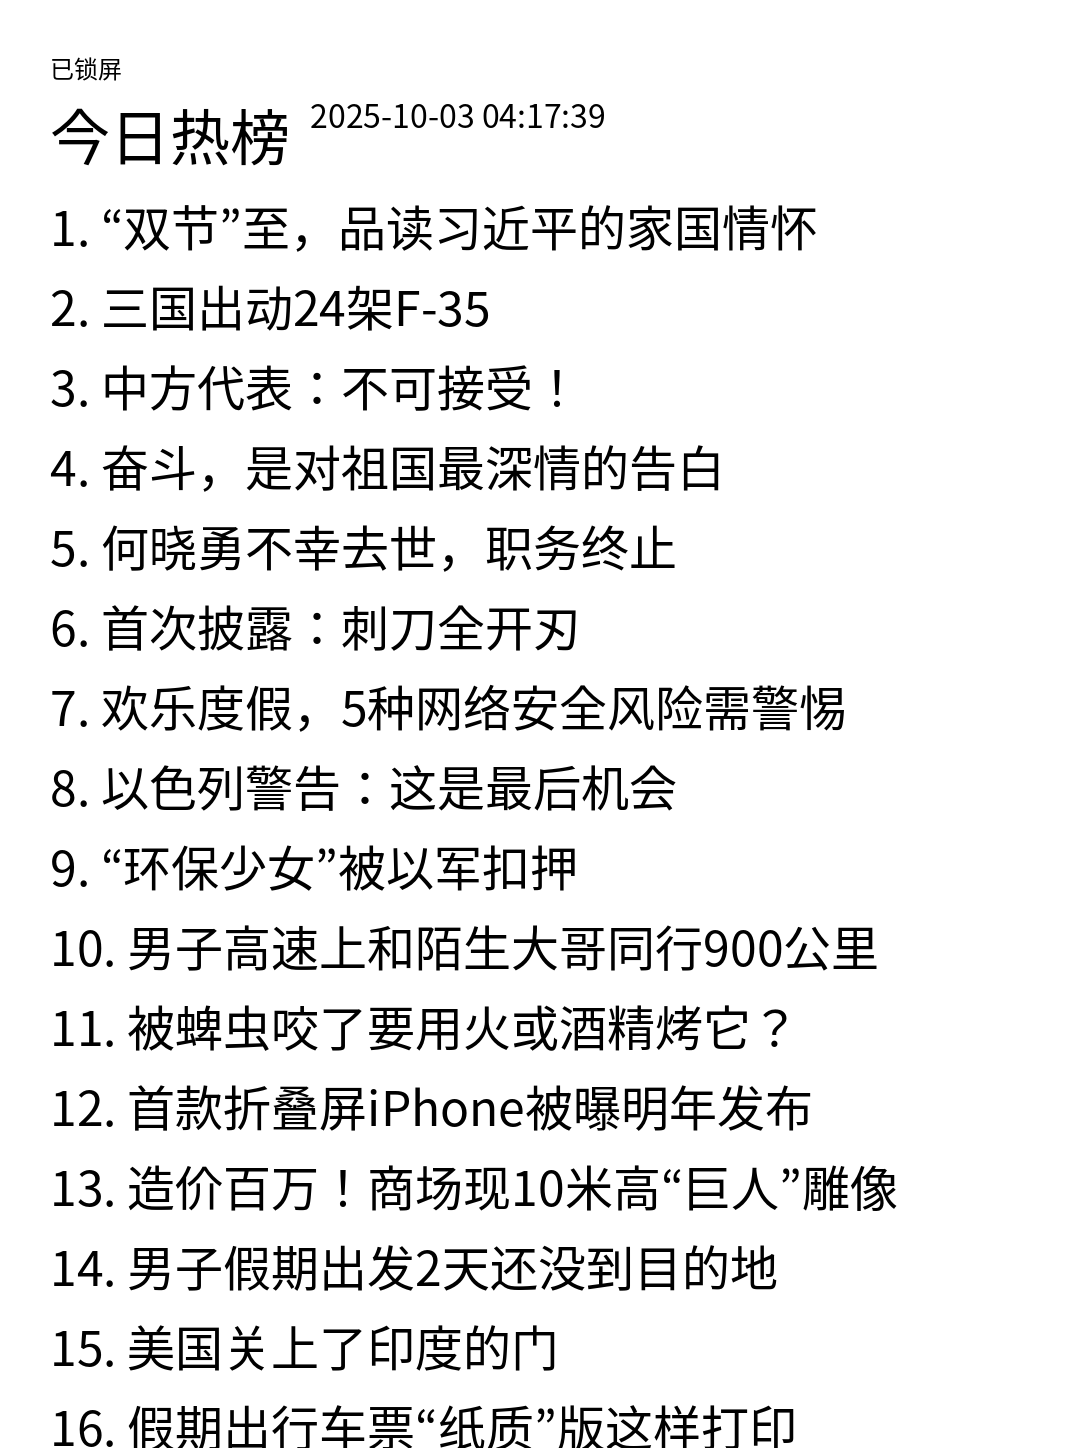 已锁屏
今日热榜 2025-10-03 04:17:39
1. “双节”至，品读习近平的家国情怀
2. 三国出动24架F-35
3. 中方代表：不可接受！
4. 奋斗，是对祖国最深情的告白
5. 何晓勇不幸去世，职务终止
6. 首次披露：刺刀全开刃
7. 欢乐度假，5种网络安全风险需警惕
8. 以色列警告：这是最后机会
9. “环保少女”被以军扣押
10. 男子高速上和陌生大哥同行900公里
11. 被蜱虫咬了要用火或酒精烤它？
12. 首款折叠屏iPhone被曝明年发布
13. 造价百万！商场现10米高“巨人”雕像
14. 男子假期出发2天还没到目的地
15. 美国关上了印度的门
16. 假期出行车票“纸质”版这样打印